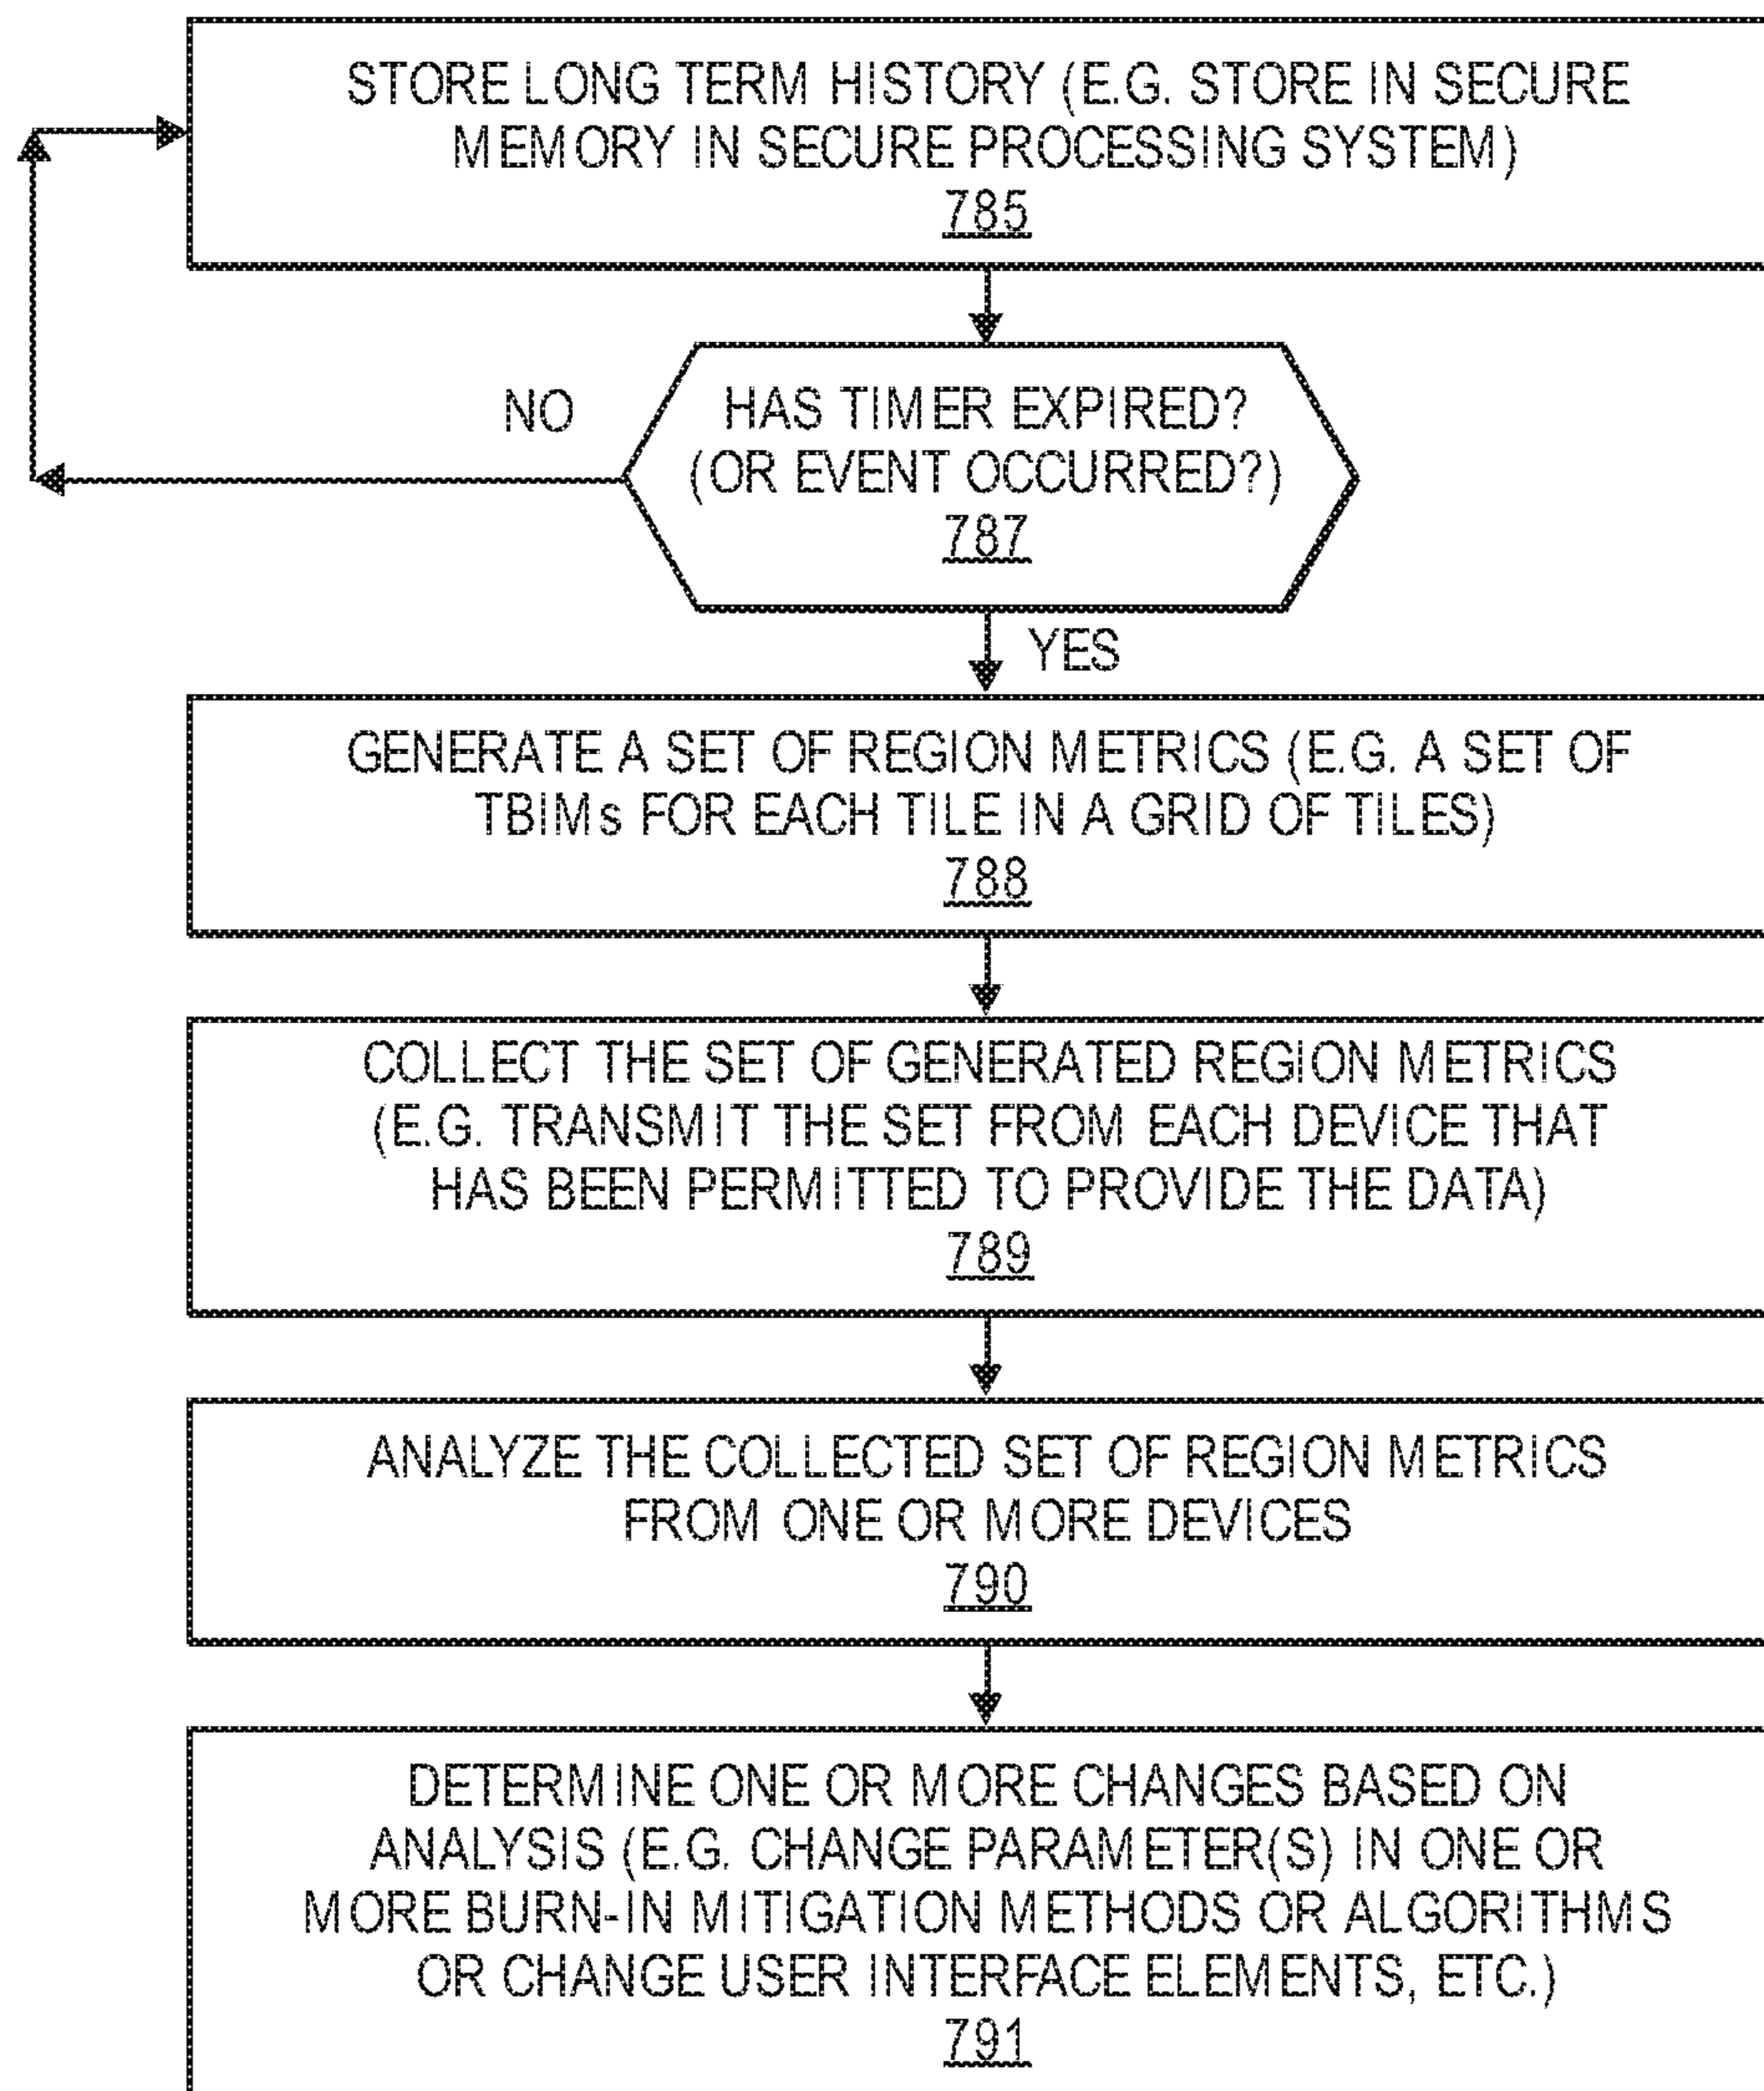 STORE LONG TERM HISTORY (E.G. STORE IN SECURE
MEMORY IN SECURE PROCESSING SYSTEM)
785
NO
HAS TIMER EXPIRED?
(OR EVENT OCCURRED?)
787
YES
GENERATE A SET OF REGION METRICS (E.G. A SET OF
TBIMs FOR EACH TILE IN A GRID OF TILES)
788
COLLECT THE SET OF GENERATED REGION METRICS
(E.G. TRANSMIT THE SET FROM EACH DEVICE THAT
HAS BEEN PERMITTED TO PROVIDE THE DATA)
789
ANALYZE THE COLLECTED SET OF REGION METRICS
FROM ONE OR MORE DEVICES
790
DETERMINE ONE OR MORE CHANGES BASED ON
ANALYSIS (E.G. CHANGE PARAMETER(S) IN ONE OR
MORE BURN-IN MITIGATION METHODS OR ALGORITHMS
OR CHANGE USER INTERFACE ELEMENTS, ETC.)
791